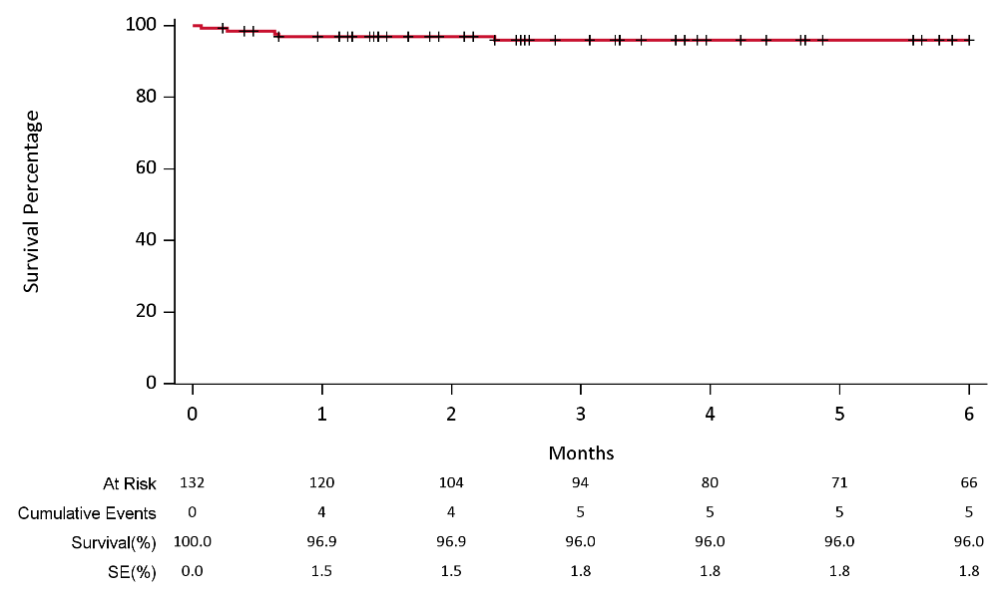 100
80
60
40
20
0
Survival Percentage
0 1 2 3 4 5 6
Months
At Risk 132 120 104 94 80 71 66
Cumulative Events 0 4 4 5 5 5 5
Survival(%) 100.0 96.9 96.9 96.0 96.0 96.0 96.0
SE(%) 0.0 1.5 1.5 1.8 1.8 1.8 1.8